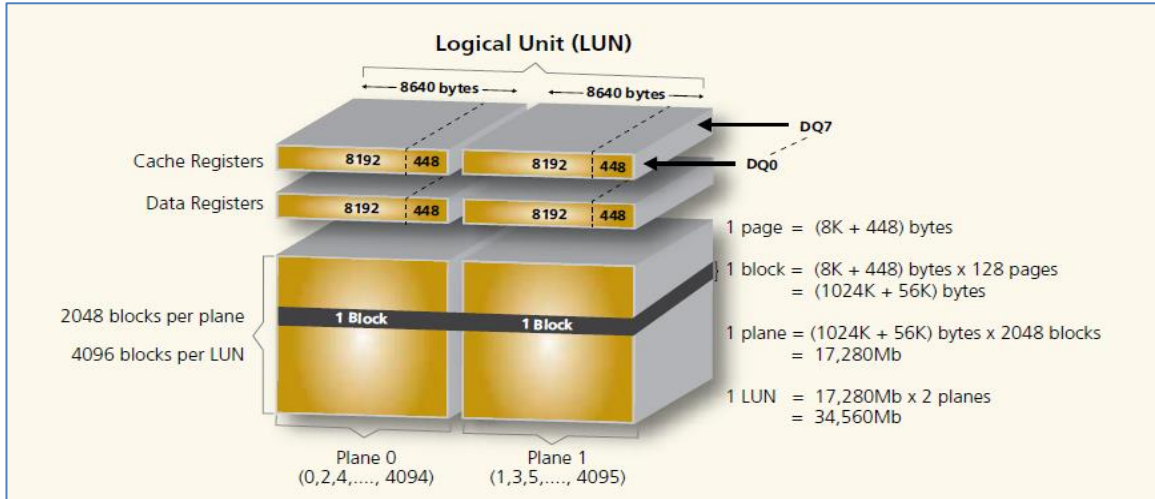 Logical Unit (LUN)
8640 bytes
8640 bytes
DQ7
DQ0
Cache Registers
8192
448
8192
448
Data Registers
8192
448
8192
448
1 page = (8K + 448) bytes
1 block = (8K + 448) bytes x 128 pages
= (1024K + 56K) bytes
1 Block
1 Block
2048 blocks per plane
4096 blocks per LUN
1 plane = (1024K + 56K) bytes x 2048 blocks
= 17,280Mb
1 LUN = 17,280Mb x 2 planes
= 34,560Mb
Plane 0
(0,2,4,...., 4094)
Plane 1
(1,3,5,...., 4095)